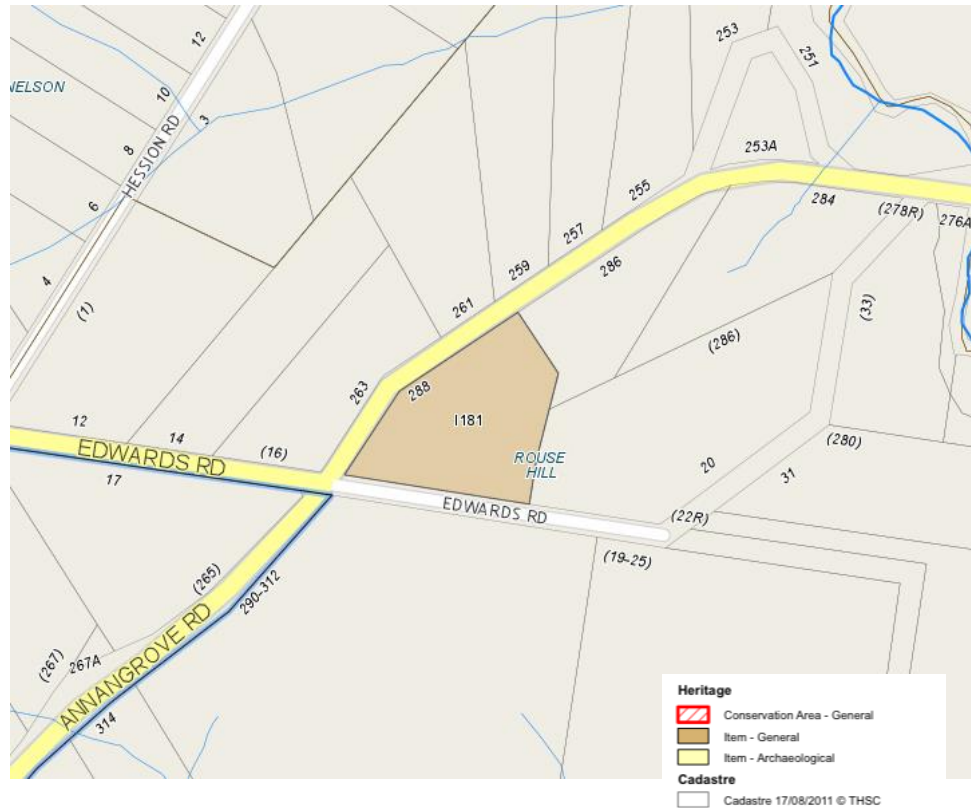 12
253
251
NELSON
10
3
HESSION RD
8
253A
6
255
284
(278R)
276A
257
286
4
259
(1)
261
(33)
(286)
263
288
12
I181
14
(16)
EDWARDS RD
ROUSE
HILL
20
(280)
17
31
EDWARDS RD
(22R)
(19-25)
(265)
290-312
ANNANGROVE RD
(267)
267A
314
Heritage
Conservation Area - General
Item - General
Item - Archaeological
Cadastre
Cadastre 17/08/2011 © THSC